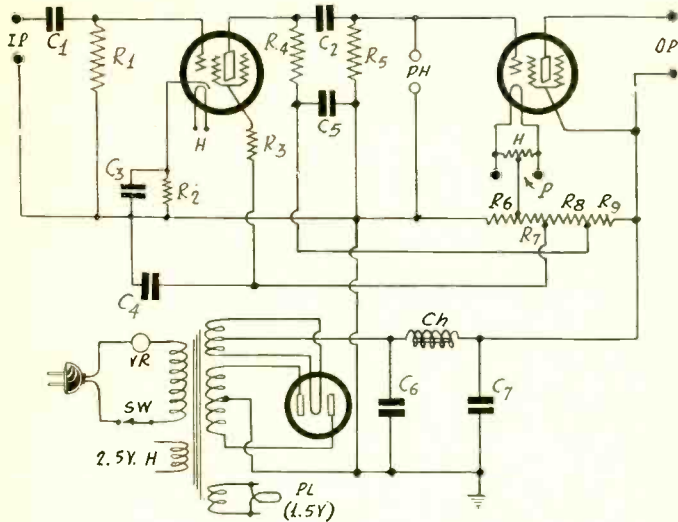 IP
C1
R1
R4
C2
R5
PH
OP
C5
H
R3
H
P
C3
R2
R6
R7
R8
R9
C4
Ch
VR
C6
C7
SW
2.5V. H
PL
(1.5V)